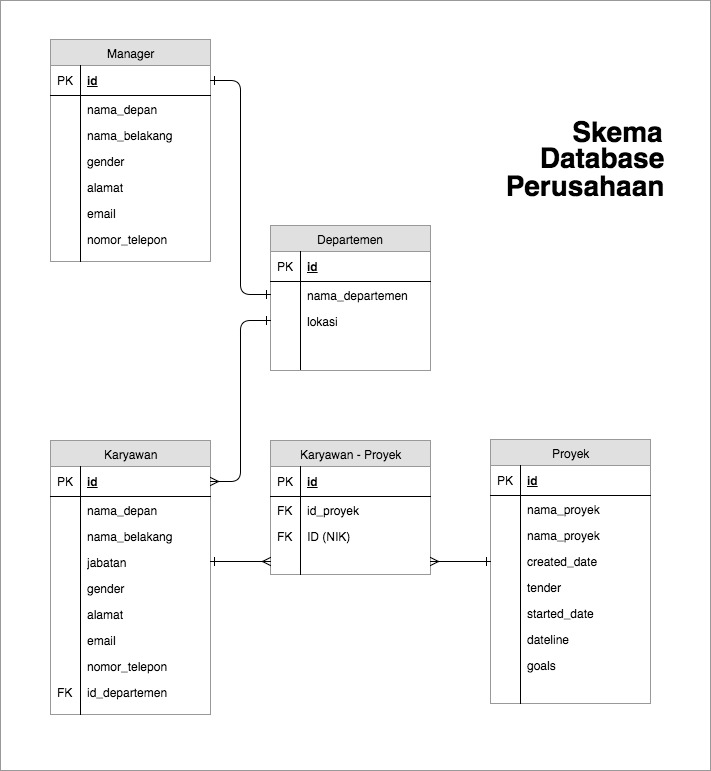 Manager
PK id
nama_depan
nama_belakang
gender
alamat
email
nomor_telepon
Skema
Database
Perusahaan
Departemen
PK id
nama_departemen
lokasi
Karyawan
PK id
nama_depan
nama_belakang
jabatan
gender
alamat
email
nomor_telepon
FK id_departemen
Karyawan - Proyek
PK id
FK id_proyek
FK ID (NIK)
Proyek
PK id
nama_proyek
nama_proyek
created_date
tender
started_date
dateline
goals